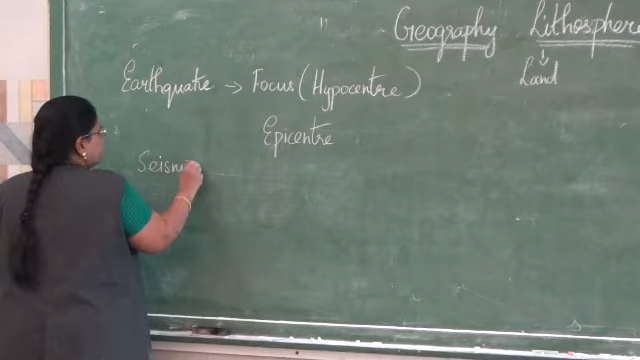 Geography Lithosphere
↓
Land
Earthquake → Focus (Hypocentre)
Epicentre
Seism